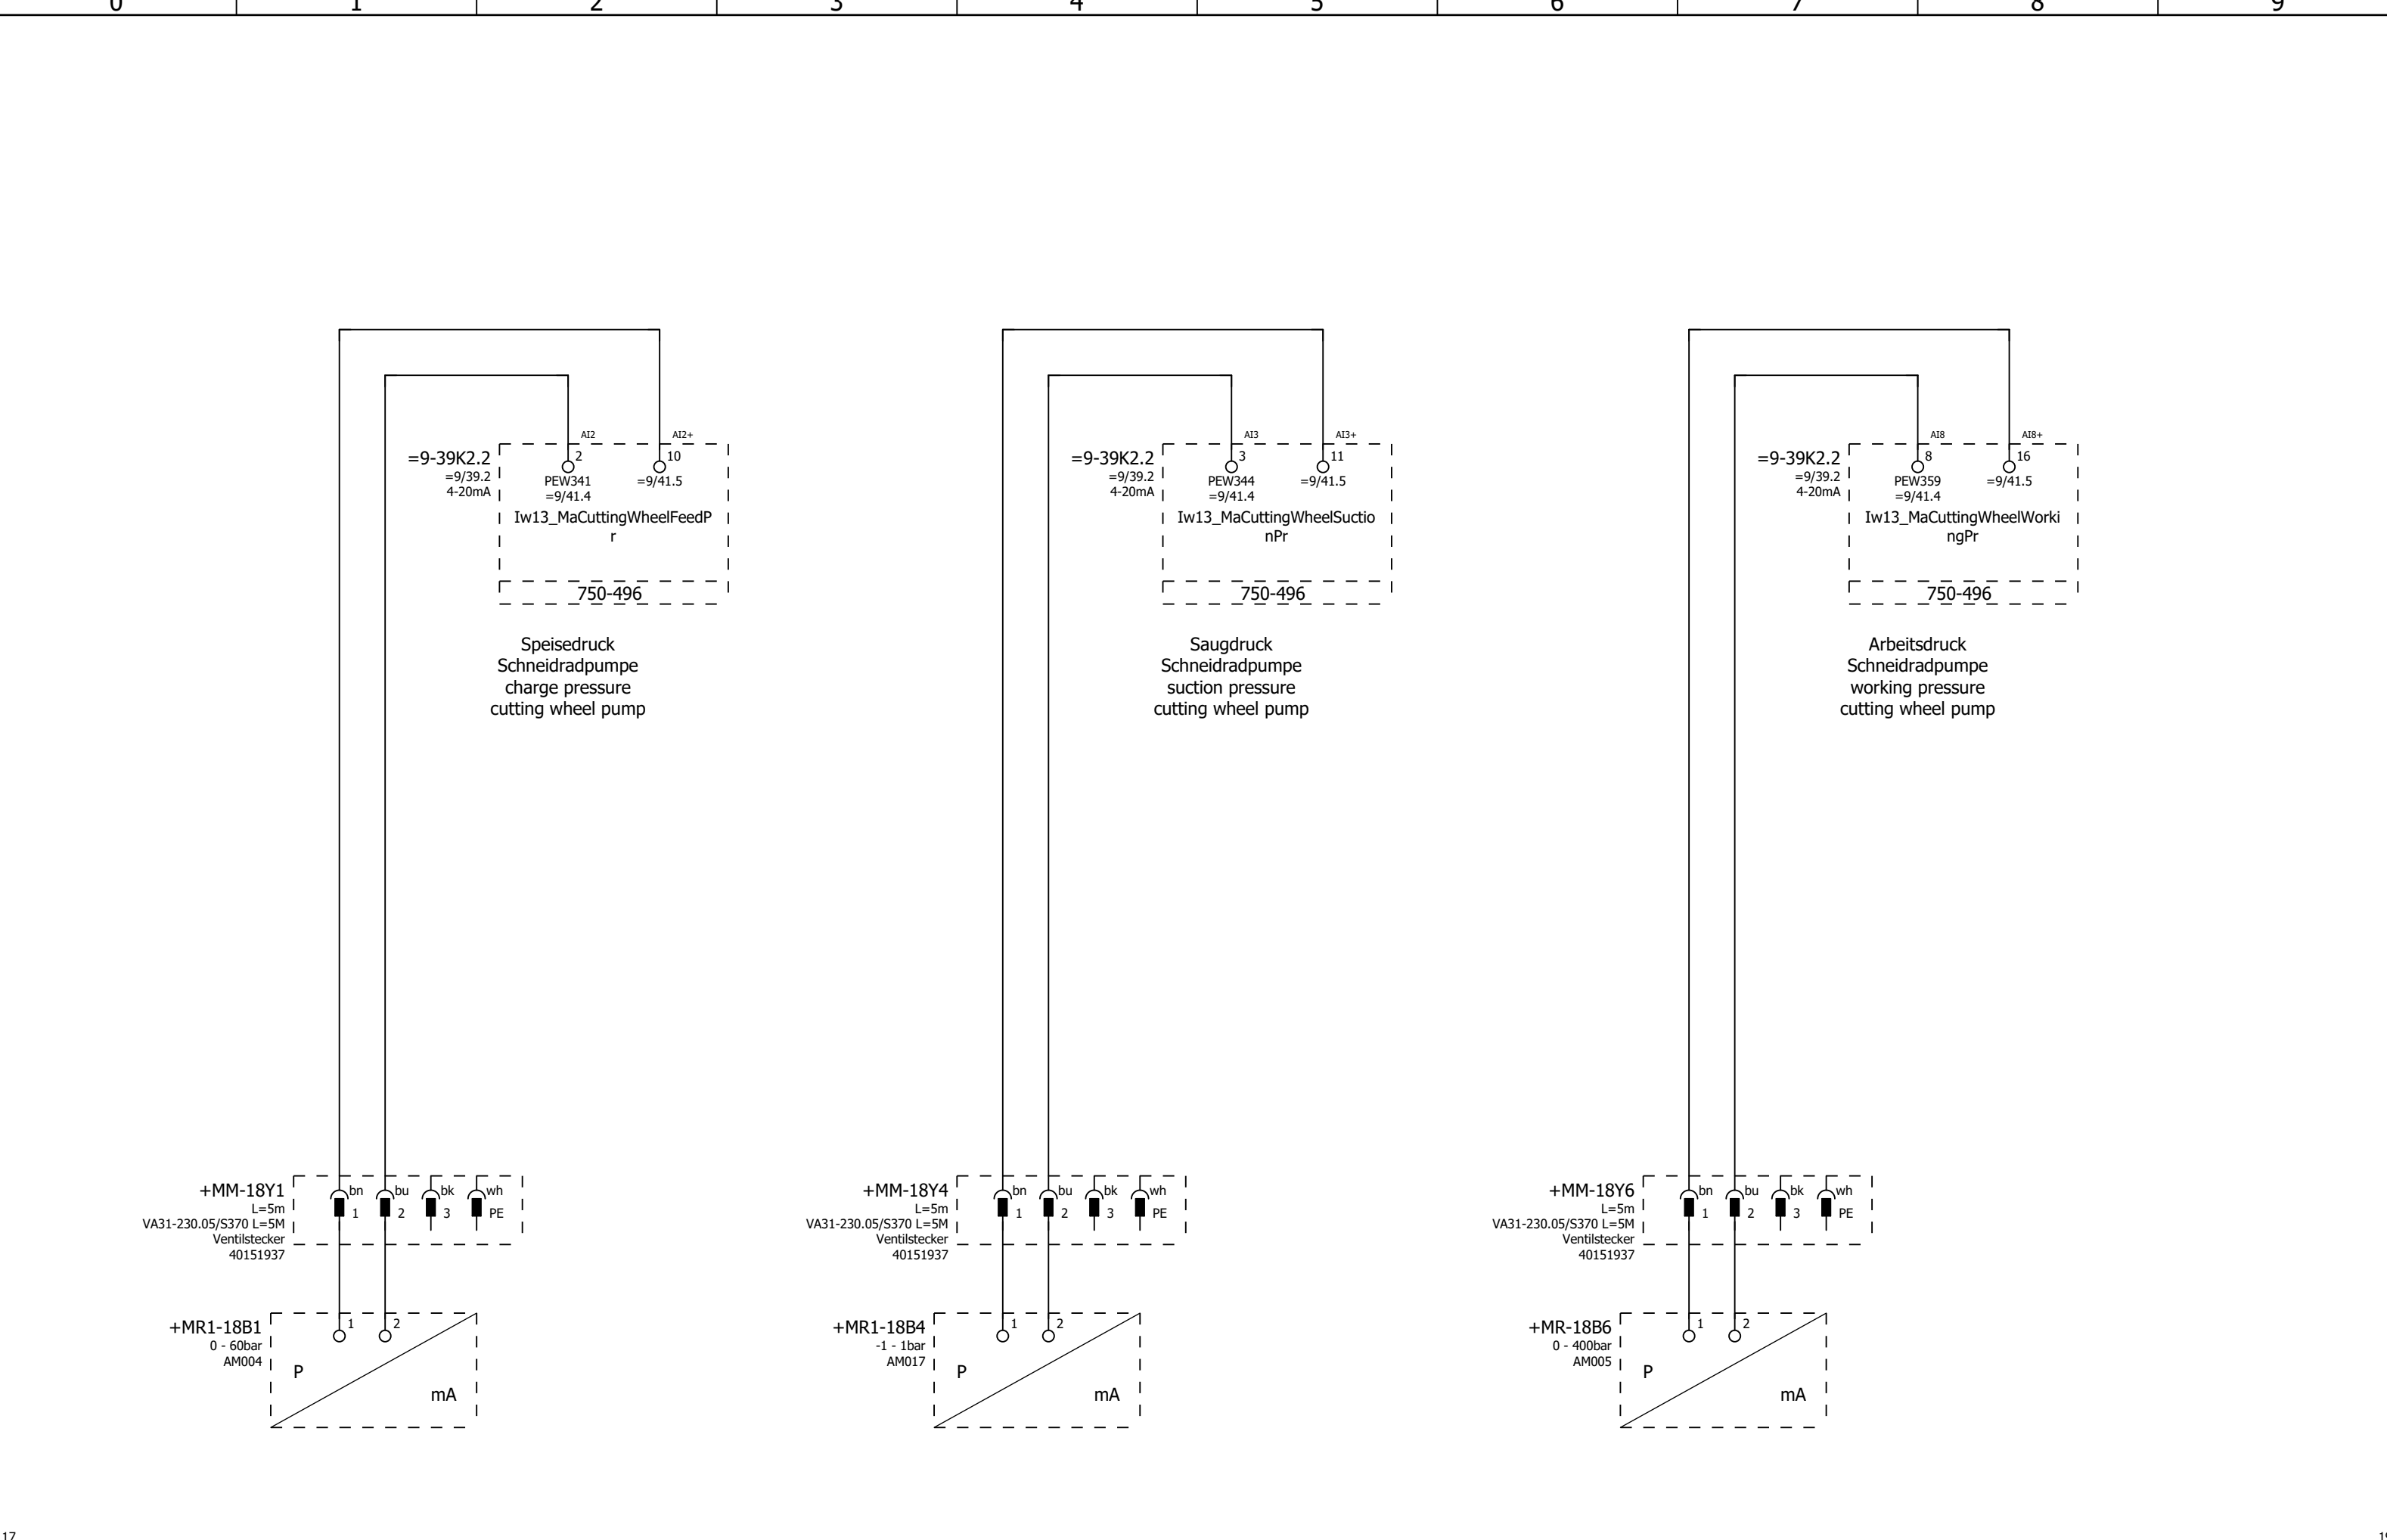 0 1 2 3 4 5 6 7 8 9
AI2 AI2+
=9-39K2.2
=9/39.2
4-20mA
2 10
PEW341 =9/41.5
=9/41.4
Iw13_MaCuttingWheelFeedP
r
750-496
Speisedruck
Schneidradpumpe
charge pressure
cutting wheel pump
AI3 AI3+
=9-39K2.2
=9/39.2
4-20mA
3 11
PEW344 =9/41.5
=9/41.4
Iw13_MaCuttingWheelSuctio
nPr
750-496
Saugdruck
Schneidradpumpe
suction pressure
cutting wheel pump
AI8 AI8+
=9-39K2.2
=9/39.2
4-20mA
8 16
PEW359 =9/41.5
=9/41.4
Iw13_MaCuttingWheelWorki
ngPr
750-496
Arbeitsdruck
Schneidradpumpe
working pressure
cutting wheel pump
+MM-18Y1
L=5m
VA31-230.05/S370 L=5M
Ventilstecker
40151937
bn bu bk wh
1 2 3 PE
+MM-18Y4
L=5m
VA31-230.05/S370 L=5M
Ventilstecker
40151937
bn bu bk wh
1 2 3 PE
+MM-18Y6
L=5m
VA31-230.05/S370 L=5M
Ventilstecker
40151937
bn bu bk wh
1 2 3 PE
+MR1-18B1
0 - 60bar
AM004
1 2
P
mA
+MR1-18B4
-1 - 1bar
AM017
1 2
P
mA
+MR-18B6
0 - 400bar
AM005
1 2
P
mA
17